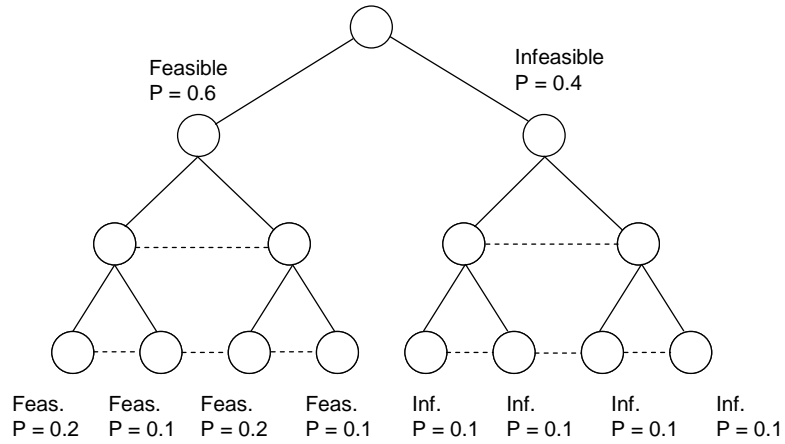 Feasible
P = 0.6
Infeasible
P = 0.4
Feas. Feas. Feas. Feas. Inf. Inf. Inf. Inf.
P = 0.2 P = 0.1 P = 0.2 P = 0.1 P = 0.1 P = 0.1 P = 0.1 P = 0.1